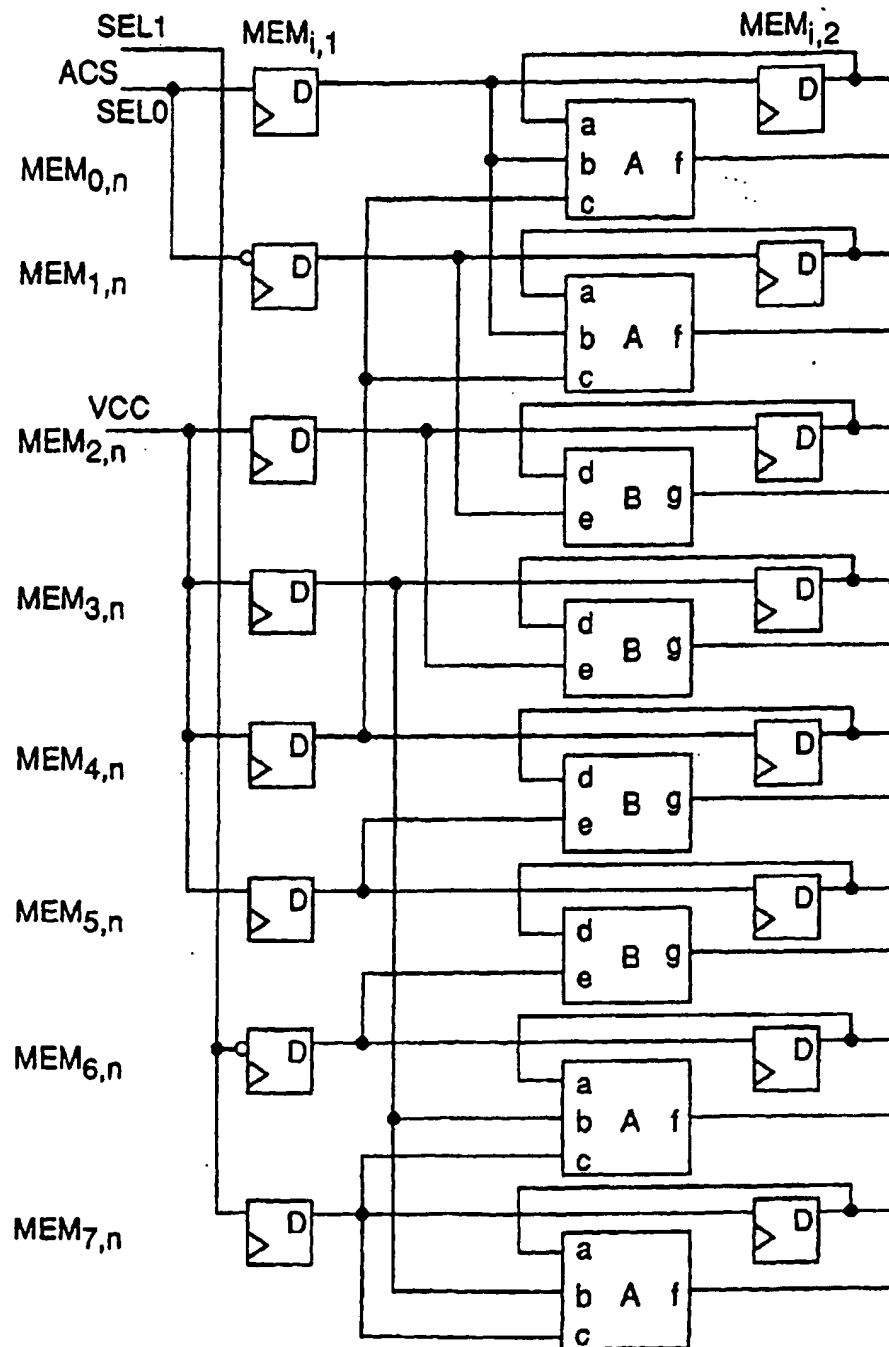 SEL1
MEMi,1
MEMi,2
ACS
D
D
SEL0
a
MEM0,n
b A f
c
MEM1,n
D
D
a
b A f
c
VCC
D
D
MEM2,n
d
B g
e
D
D
MEM3,n
d
B g
e
D
D
MEM4,n
d
B g
e
D
D
MEM5,n
d
B g
e
D
D
MEM6,n
a
b A f
c
D
D
MEM7,n
a
b A f
c